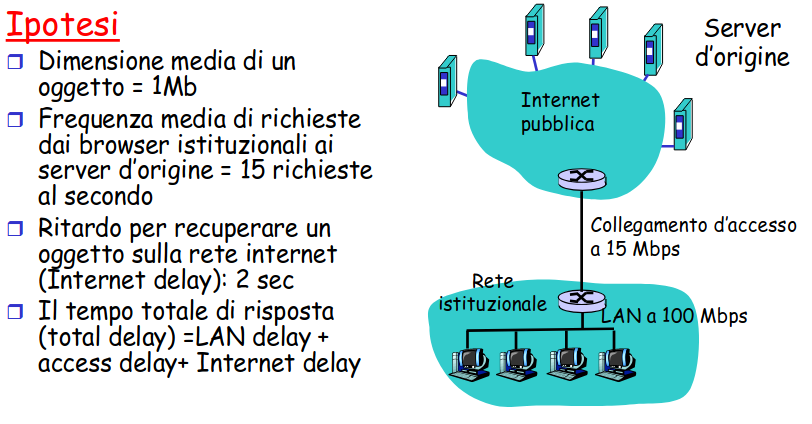 Ipotesi
Dimensione media di un
oggetto = 1Mb
Frequenza media di richieste
dai browser istituzionali ai
server d'origine = 15 richieste
al secondo
Ritardo per recuperare un
oggetto sulla rete internet
(Internet delay): 2 sec
Il tempo totale di risposta
(total delay) =LAN delay +
access delay+ Internet delay
Server
d'origine
Internet
pubblica
Collegamento d'accesso
a 15 Mbps
Rete
istituzionale
LAN a 100 Mbps